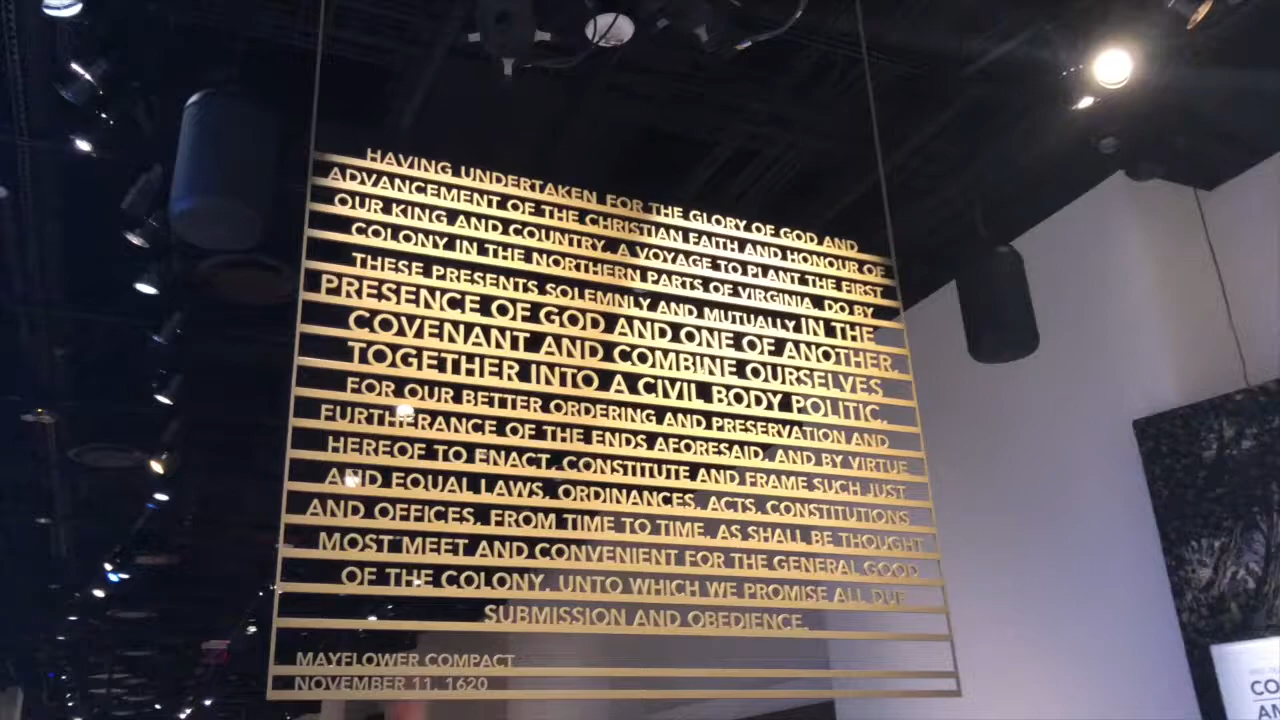 HAVING UNDERTAKEN FOR THE GLORY OF GOD AND
ADVANCEMENT OF THE CHRISTIAN FAITH AND HONOUR OF
OUR KING AND COUNTRY, A VOYAGE TO PLANT THE FIRST
COLONY IN THE NORTHERN PARTS OF VIRGINIA, DO BY
THESE PRESENTS SOLEMNLY AND MUTUALLY IN THE
PRESENCE OF GOD AND ONE OF ANOTHER,
COVENANT AND COMBINE OURSELVES
TOGETHER INTO A CIVIL BODY POLITIC,
FOR OUR BETTER ORDERING AND PRESERVATION AND
FURTHERANCE OF THE ENDS AFORESAID, AND BY VIRTUE
HEREOF TO ENACT, CONSTITUTE AND FRAME SUCH JUST
AND EQUAL LAWS, ORDINANCES, ACTS, CONSTITUTIONS
AND OFFICES, FROM TIME TO TIME, AS SHALL BE THOUGHT
MOST MEET AND CONVENIENT FOR THE GENERAL GOOD
OF THE COLONY, UNTO WHICH WE PROMISE ALL DUE
SUBMISSION AND OBEDIENCE.
MAYFLOWER COMPACT
NOVEMBER 11, 1620